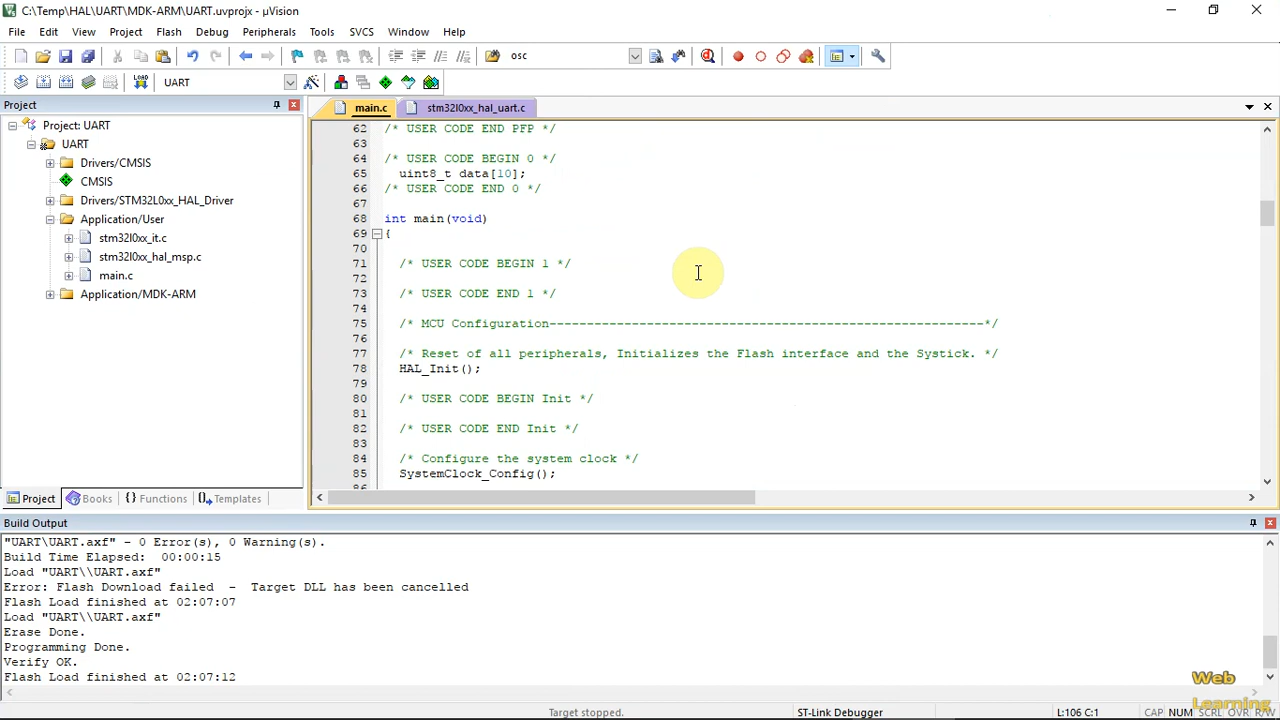 C:\Temp\HAL\UART\MDK-ARM\UART.uvprojx - µVision
File Edit View Project Flash Debug Peripherals Tools SVCS Window Help
osc
LOAD UART
Project
main.c stm32l0xx_hal_uart.c
Project: UART
UART
Drivers/CMSIS
CMSIS
Drivers/STM32L0xx_HAL_Driver
Application/User
stm32l0xx_it.c
stm32l0xx_hal_msp.c
main.c
Application/MDK-ARM
Project Books {} Functions Templates
62 /* USER CODE END PFP */
63
64 /* USER CODE BEGIN 0 */
65 uint8_t data[10];
66 /* USER CODE END 0 */
67
68 int main(void)
69 {
70
71 /* USER CODE BEGIN 1 */
72
73 /* USER CODE END 1 */
74
75 /* MCU Configuration----------------------------------------------------------*/
76
77 /* Reset of all peripherals, Initializes the Flash interface and the Systick. */
78 HAL_Init();
79
80 /* USER CODE BEGIN Init */
81
82 /* USER CODE END Init */
83
84 /* Configure the system clock */
85 SystemClock_Config();
86
Build Output
"UART\UART.axf" - 0 Error(s), 0 Warning(s).
Build Time Elapsed:  00:00:15
Load "UART\\UART.axf"
Error: Flash Download failed  -  Target DLL has been cancelled
Flash Load finished at 02:07:07
Load "UART\\UART.axf"
Erase Done.
Programming Done.
Verify OK.
Flash Load finished at 02:07:12
Web
Learning
Target stopped. ST-Link Debugger L:106 C:1 CAP NUM SCRL OVR R/W